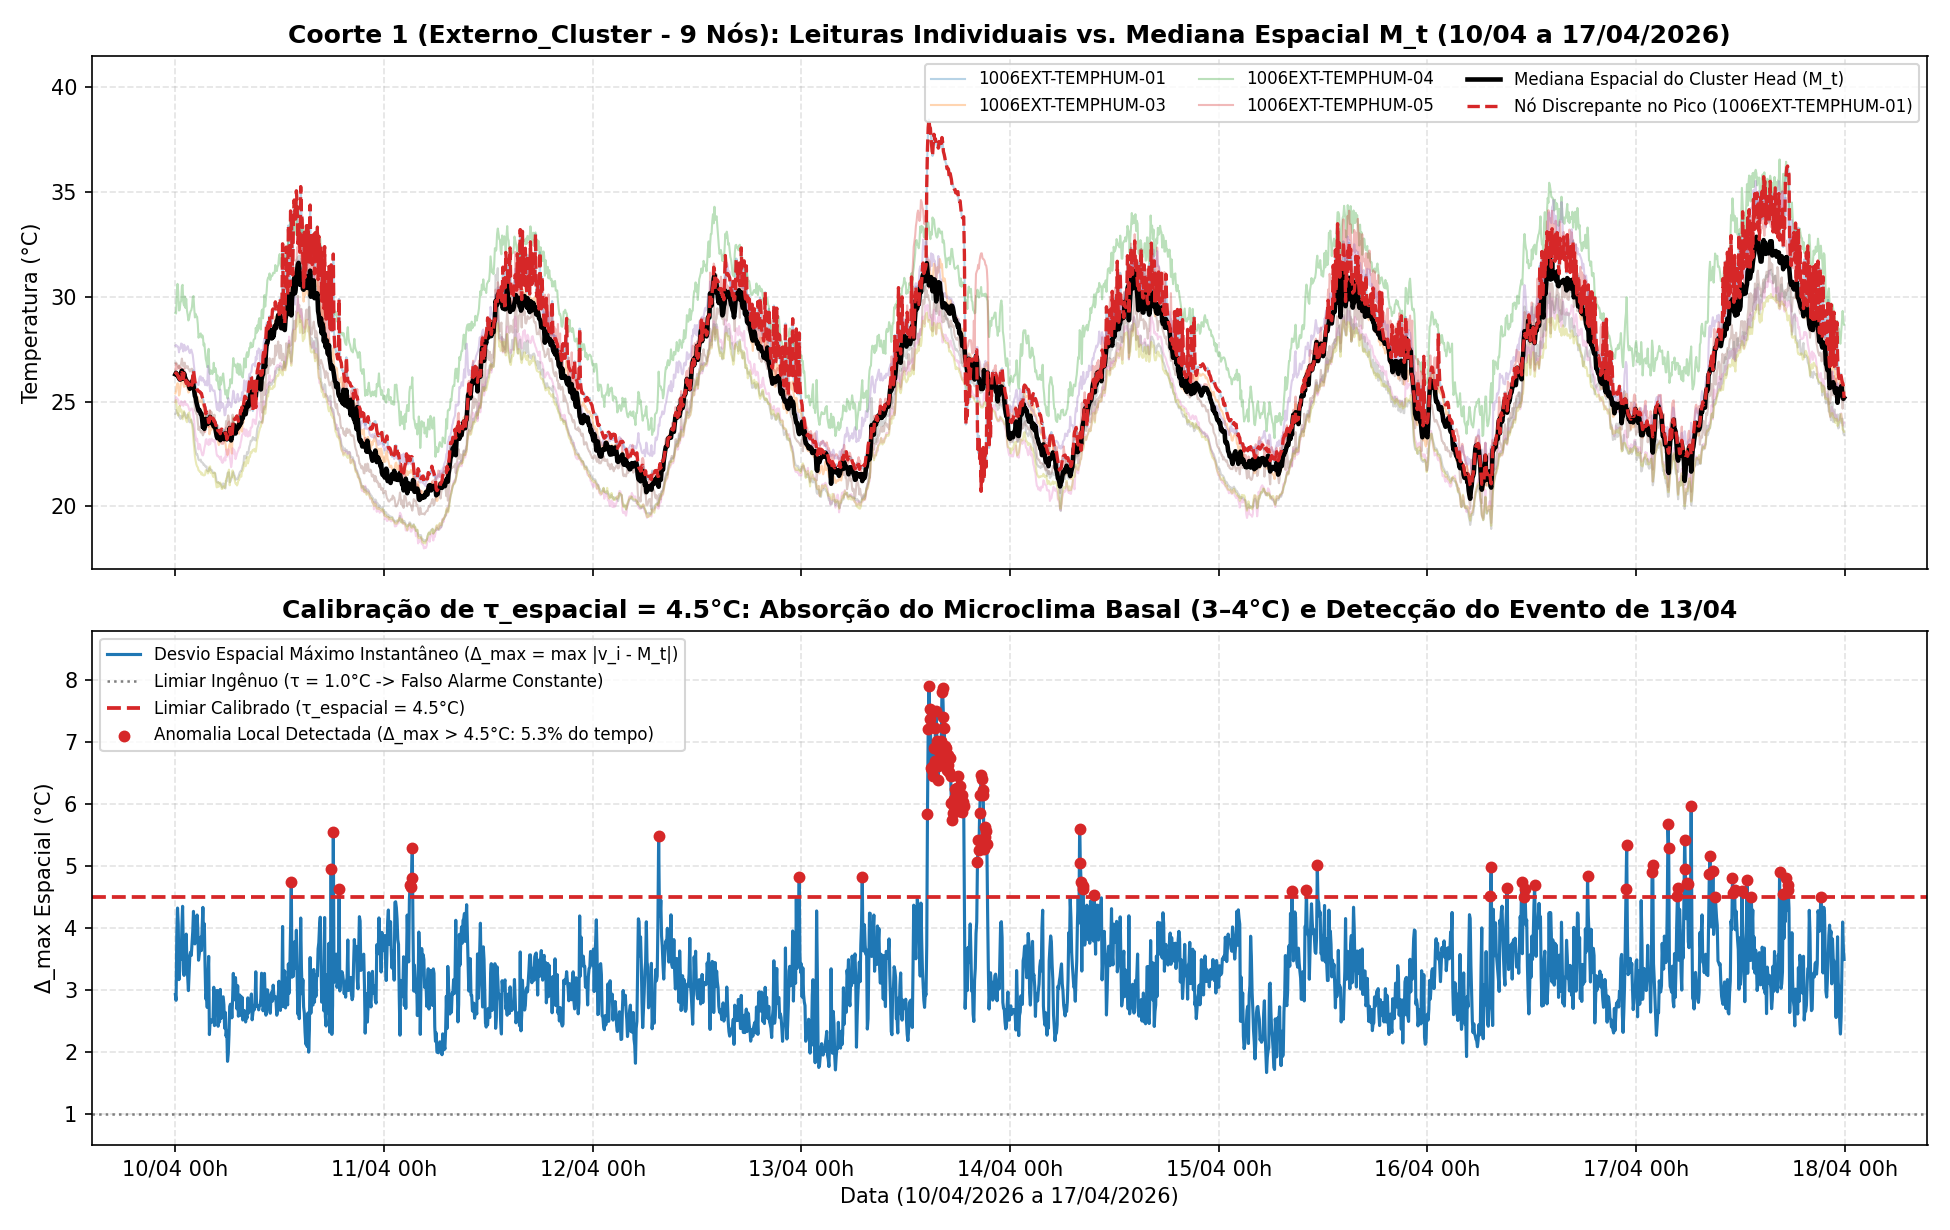 Coorte 1 (Externo_Cluster - 9 Nós): Leituras Individuais vs. Mediana Espacial M_t (10/04 a 17/04/2026)
1006EXT-TEMPHUM-01
1006EXT-TEMPHUM-03
1006EXT-TEMPHUM-04
1006EXT-TEMPHUM-05
Mediana Espacial do Cluster Head (M_t)
Nó Discrepante no Pico (1006EXT-TEMPHUM-01)
Temperatura (°C)
40
35
30
25
20
Calibração de τ_espacial = 4.5°C: Absorção do Microclima Basal (3–4°C) e Detecção do Evento de 13/04
Desvio Espacial Máximo Instantâneo (Δ_max = max |v_i - M_t|)
Limiar Ingênuo (τ = 1.0°C -> Falso Alarme Constante)
Limiar Calibrado (τ_espacial = 4.5°C)
Anomalia Local Detectada (Δ_max > 4.5°C: 5.3% do tempo)
Δ_max Espacial (°C)
8
7
6
5
4
3
2
1
10/04 00h
11/04 00h
12/04 00h
13/04 00h
14/04 00h
15/04 00h
16/04 00h
17/04 00h
18/04 00h
Data (10/04/2026 a 17/04/2026)